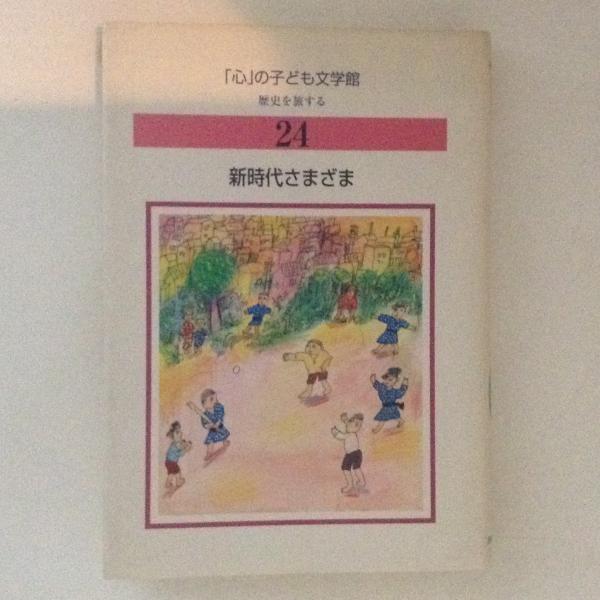 「心」の子ども文学館
歴史を旅する
24
新時代さまざま